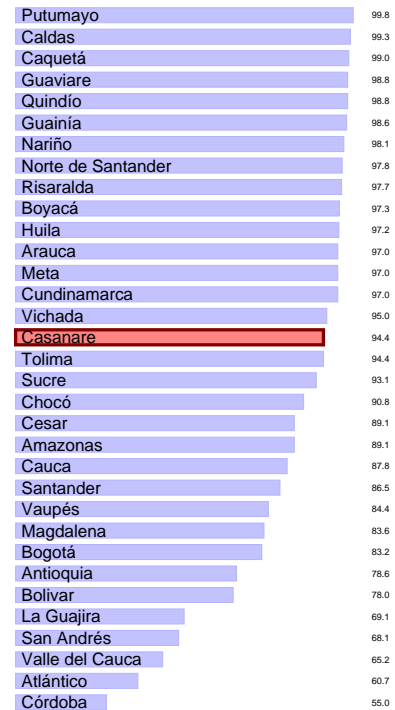 Putumayo 99.8
Caldas 99.3
Caquetá 99.0
Guaviare 98.8
Quindío 98.8
Guainía 98.6
Nariño 98.1
Norte de Santander 97.8
Risaralda 97.7
Boyacá 97.3
Huila 97.2
Arauca 97.0
Meta 97.0
Cundinamarca 97.0
Vichada 95.0
Casanare 94.4
Tolima 94.4
Sucre 93.1
Chocó 90.8
Cesar 89.1
Amazonas 89.1
Cauca 87.8
Santander 86.5
Vaupés 84.4
Magdalena 83.6
Bogotá 83.2
Antioquia 78.6
Bolivar 78.0
La Guajira 69.1
San Andrés 68.1
Valle del Cauca 65.2
Atlántico 60.7
Córdoba 55.0